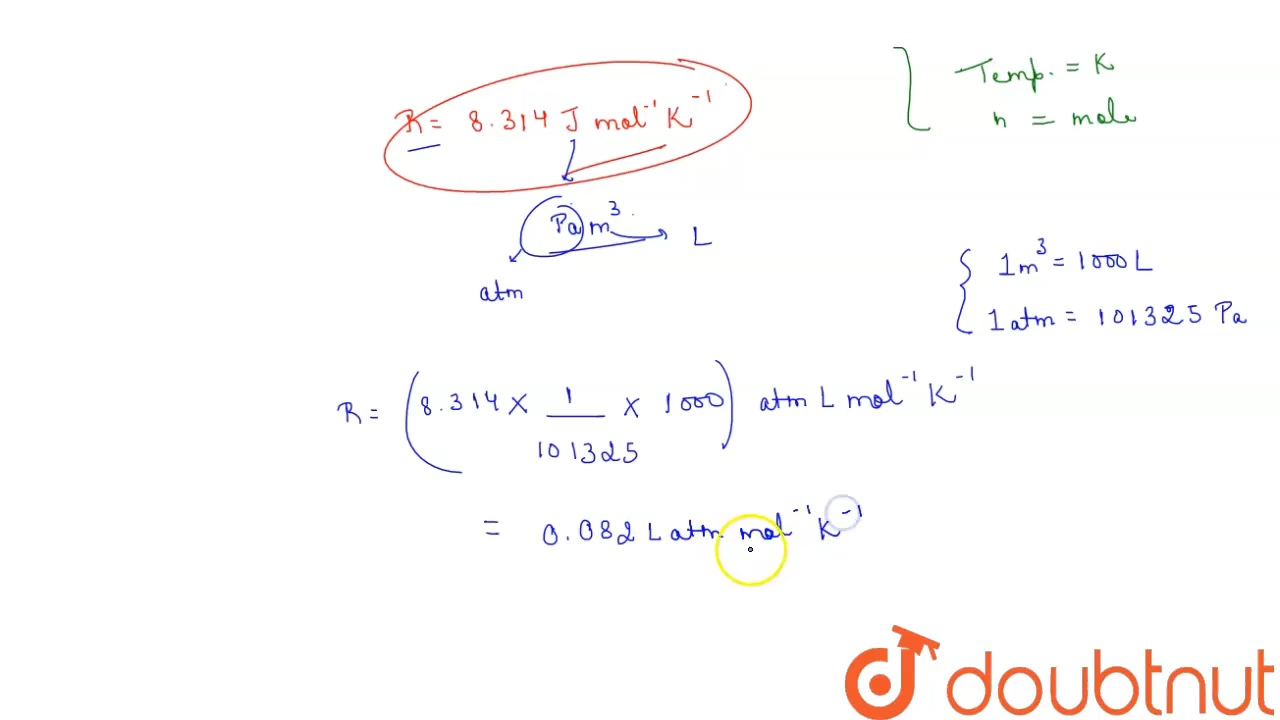 R = 8.314 J mol⁻¹ K⁻¹
Temp. = K
n = mole
Pa m³ → L
atm
1 m³ = 1000 L
1 atm = 101325 Pa
R = (8.314 × 1/101325 × 1000) atm L mol⁻¹ K⁻¹
= 0.082 L atm mol⁻¹ K⁻¹
doubtnut